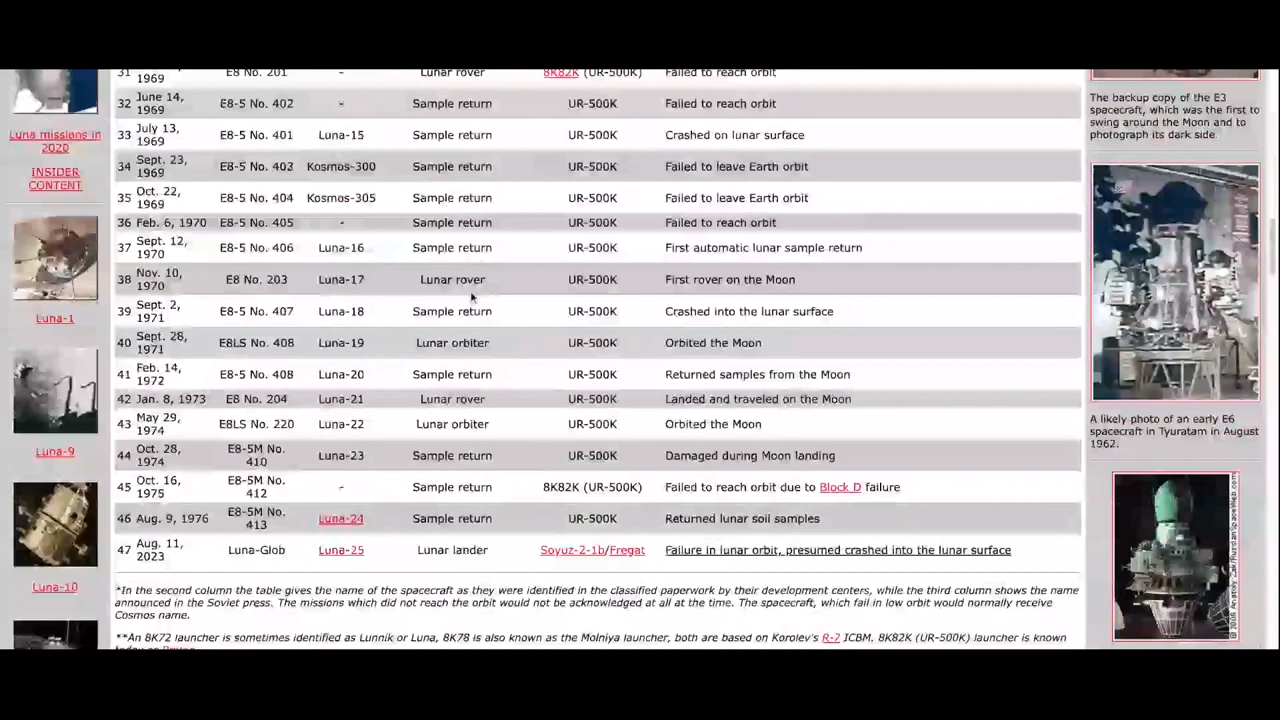 31
1969
E8 No. 201
-
Lunar rover
8K82K (UR-500K)
Failed to reach orbit
32 June 14, 1969 E8-5 No. 402 - Sample return UR-500K Failed to reach orbit
33 July 13, 1969 E8-5 No. 401 Luna-15 Sample return UR-500K Crashed on lunar surface
34 Sept. 23, 1969 E8-5 No. 403 Kosmos-300 Sample return UR-500K Failed to leave Earth orbit
35 Oct. 22, 1969 E8-5 No. 404 Kosmos-305 Sample return UR-500K Failed to leave Earth orbit
36 Feb. 6, 1970 E8-5 No. 405 - Sample return UR-500K Failed to reach orbit
37 Sept. 12, 1970 E8-5 No. 406 Luna-16 Sample return UR-500K First automatic lunar sample return
38 Nov. 10, 1970 E8 No. 203 Luna-17 Lunar rover UR-500K First rover on the Moon
39 Sept. 2, 1971 E8-5 No. 407 Luna-18 Sample return UR-500K Crashed into the lunar surface
40 Sept. 28, 1971 E8LS No. 408 Luna-19 Lunar orbiter UR-500K Orbited the Moon
41 Feb. 14, 1972 E8-5 No. 408 Luna-20 Sample return UR-500K Returned samples from the Moon
42 Jan. 8, 1973 E8 No. 204 Luna-21 Lunar rover UR-500K Landed and traveled on the Moon
43 May 29, 1974 E8LS No. 220 Luna-22 Lunar orbiter UR-500K Orbited the Moon
44 Oct. 28, 1974 E8-5M No. 410 Luna-23 Sample return UR-500K Damaged during Moon landing
45 Oct. 16, 1975 E8-5M No. 412 - Sample return 8K82K (UR-500K) Failed to reach orbit due to Block D failure
46 Aug. 9, 1976 E8-5M No. 413 Luna-24 Sample return UR-500K Returned lunar soil samples
47 Aug. 11, 2023 Luna-Glob Luna-25 Lunar lander Soyuz-2-1b/Fregat Failure in lunar orbit, presumed crashed into the lunar surface
*In the second column the table gives the name of the spacecraft as they were identified in the classified paperwork by their development centers, while the third column shows the name
announced in the Soviet press. The missions which did not reach the orbit would not be acknowledged at all at the time. The spacecraft, which fail in low orbit would normally receive
Cosmos name.
**An 8K72 launcher is sometimes identified as Lunnik or Luna, 8K78 is also known as the Molniya launcher, both are based on Korolev's R-7 ICBM. 8K82K (UR-500K) launcher is known
Luna missions in
2020
INSIDER
CONTENT
Luna-1
Luna-9
Luna-10
The backup copy of the E3
spacecraft, which was the first to
swing around the Moon and to
photograph its dark side.
A likely photo of an early E6
spacecraft in Tyuratam in August
1962.